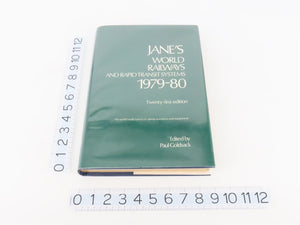 JANE'S
WORLD
RAILWAYS
AND RAPID TRANSIT SYSTEMS
1979-80
Twenty-first edition
Edited by
Paul Goldsack
0 1 2 3 4 5 6 7 8 9 10 11 12
0 1 2 3 4 5 6 7 8 9 10 11 12